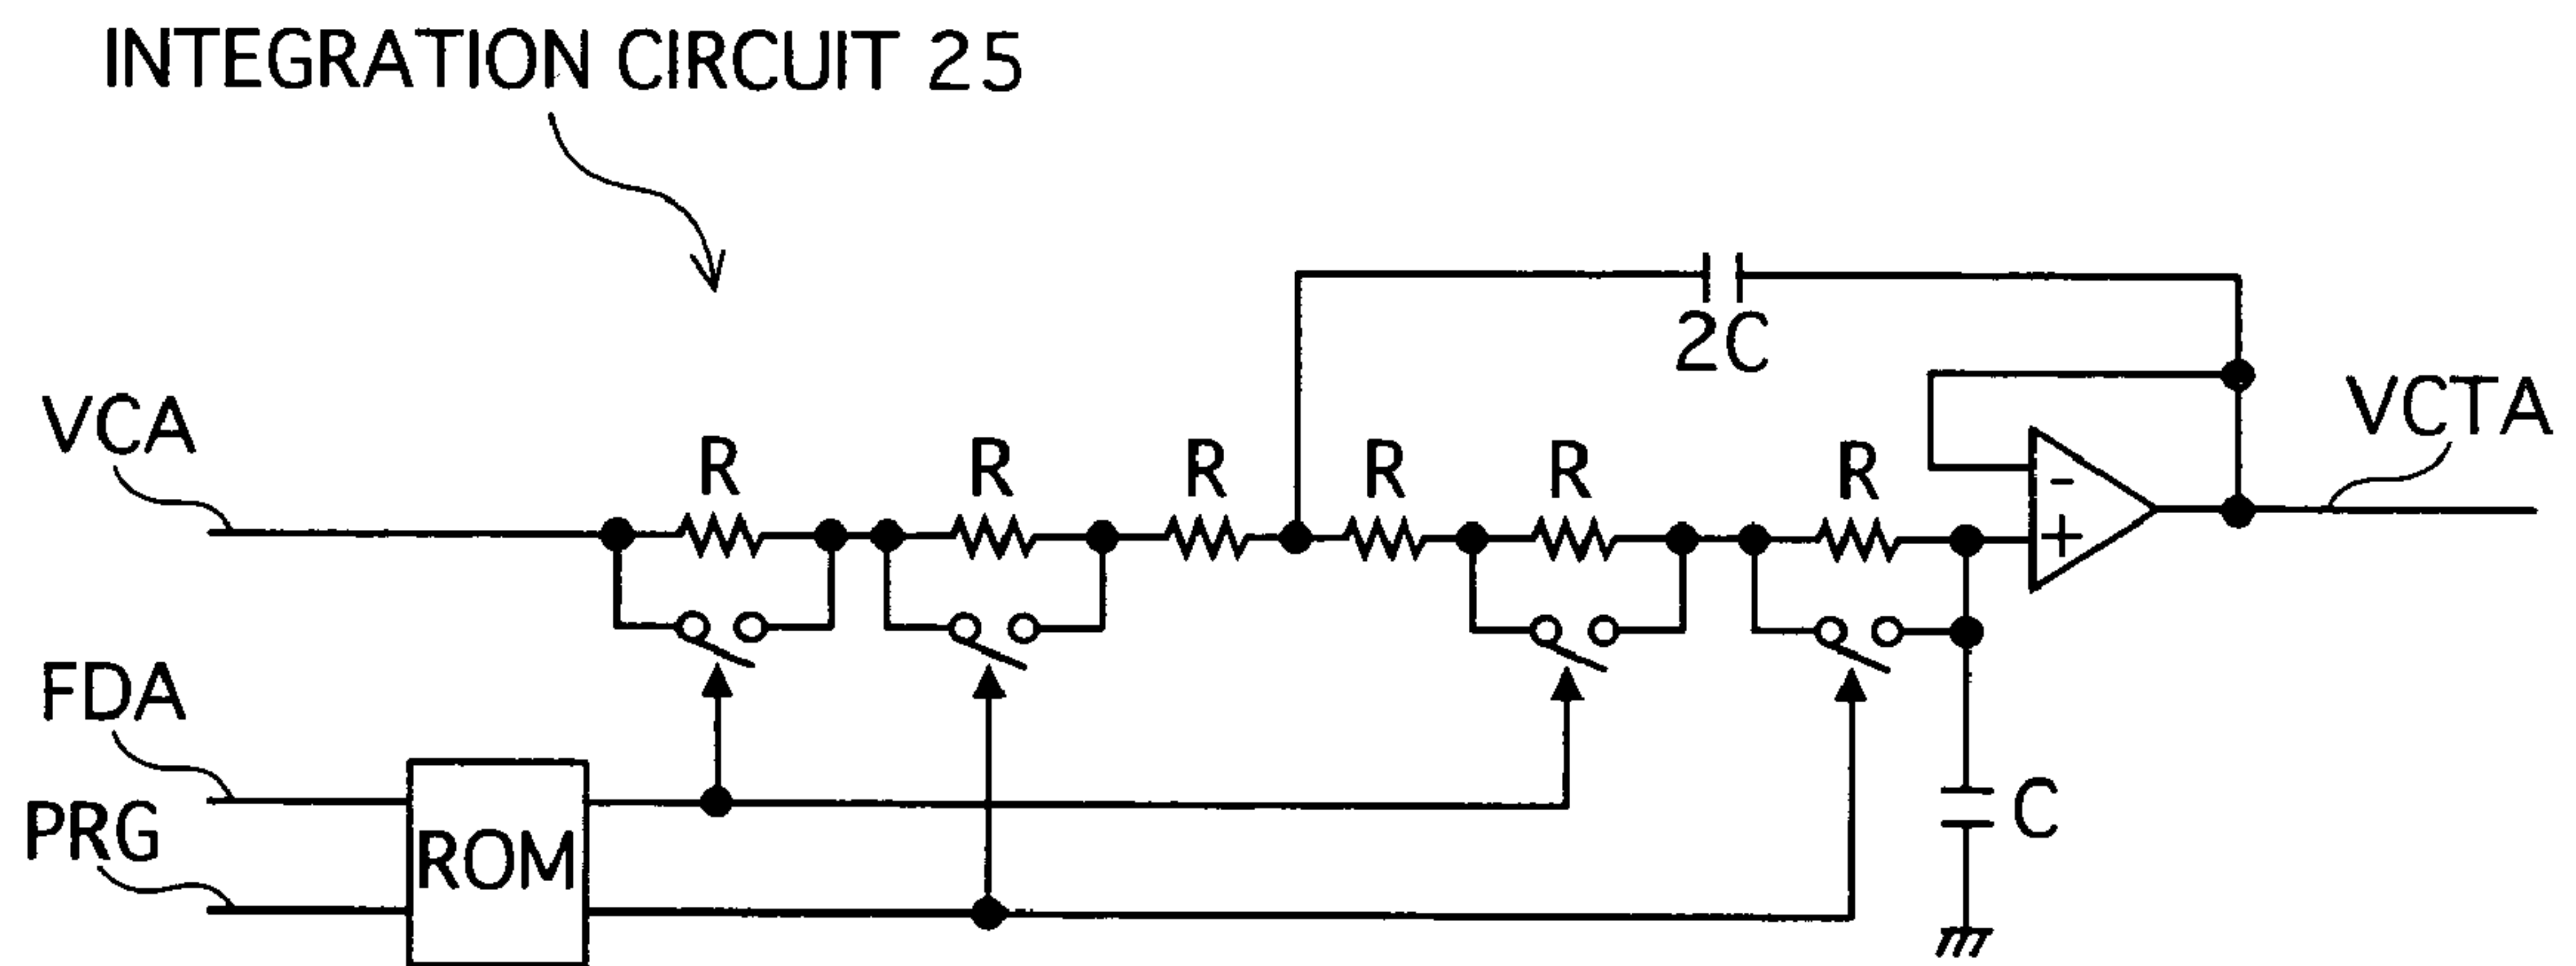 INTEGRATION CIRCUIT 25
2C
VCA
R
R
R
R
R
R
-
+
VCTA
FDA
PRG
ROM
C